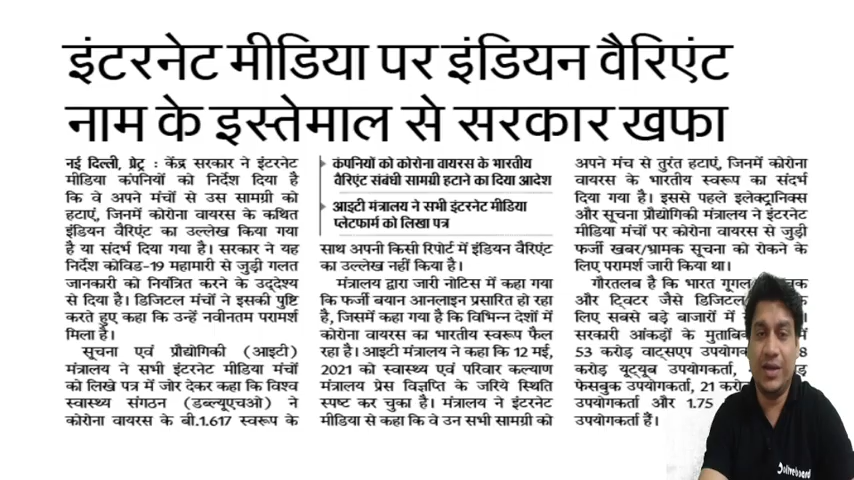 इंटरनेट मीडिया पर इंडियन वैरिएंट
नाम के इस्तेमाल से सरकार खफा
नई दिल्ली, प्रेट्र : केंद्र सरकार ने इंटरनेट
मीडिया कंपनियों को निर्देश दिया है
कि वे अपने मंचों से उस सामग्री को
हटाएं, जिनमें कोरोना वायरस के कथित
इंडियन वैरिएंट का उल्लेख किया गया
है या संदर्भ दिया गया है। सरकार ने यह
निर्देश कोविड-19 महामारी से जुड़ी गलत
जानकारी को नियंत्रित करने के उद्देश्य
से दिया है। डिजिटल मंचों ने इसकी पुष्टि
करते हुए कहा कि उन्हें नवीनतम परामर्श
मिला है।
सूचना एवं प्रौद्योगिकी (आइटी)
मंत्रालय ने सभी इंटरनेट मीडिया मंचों
को लिखे पत्र में जोर देकर कहा कि विश्व
स्वास्थ्य संगठन (डब्ल्यूएचओ) ने
कोरोना वायरस के बी.1.617 स्वरूप के
कंपनियों को कोरोना वायरस के भारतीय
वैरिएंट संबंधी सामग्री हटाने का दिया आदेश
आइटी मंत्रालय ने सभी इंटरनेट मीडिया
प्लेटफार्म को लिखा पत्र
साथ अपनी किसी रिपोर्ट में इंडियन वैरिएंट
का उल्लेख नहीं किया है।
मंत्रालय द्वारा जारी नोटिस में कहा गया
कि फर्जी बयान आनलाइन प्रसारित हो रहा
है, जिसमें कहा गया है कि विभिन्न देशों में
कोरोना वायरस का भारतीय स्वरूप फैल
रहा है। आइटी मंत्रालय ने कहा कि 12 मई,
2021 को स्वास्थ्य एवं परिवार कल्याण
मंत्रालय प्रेस विज्ञप्ति के जरिये स्थिति
स्पष्ट कर चुका है। मंत्रालय ने इंटरनेट
मीडिया से कहा कि वे उन सभी सामग्री को
अपने मंच से तुरंत हटाएं, जिनमें कोरोना
वायरस के भारतीय स्वरूप का संदर्भ
दिया गया है। इससे पहले इलेक्ट्रानिक्स
और सूचना प्रौद्योगिकी मंत्रालय ने इंटरनेट
मीडिया मंचों पर कोरोना वायरस से जुड़ी
फर्जी खबर/भ्रामक सूचना को रोकने के
लिए परामर्श जारी किया था।
गौरतलब है कि भारत गूगल
और ट्विटर जैसे डिजिटल के
लिए सबसे बड़े बाजारों में
सरकारी आंकड़ों के मुताबिक में
53 करोड़ वाट्सएप
करोड़ यूट्यूब उपयोगकर्ता,
फेसबुक उपयोगकर्ता, 21
उपयोगकर्ता और 1.75
उपयोगकर्ता हैं।
oliveboard